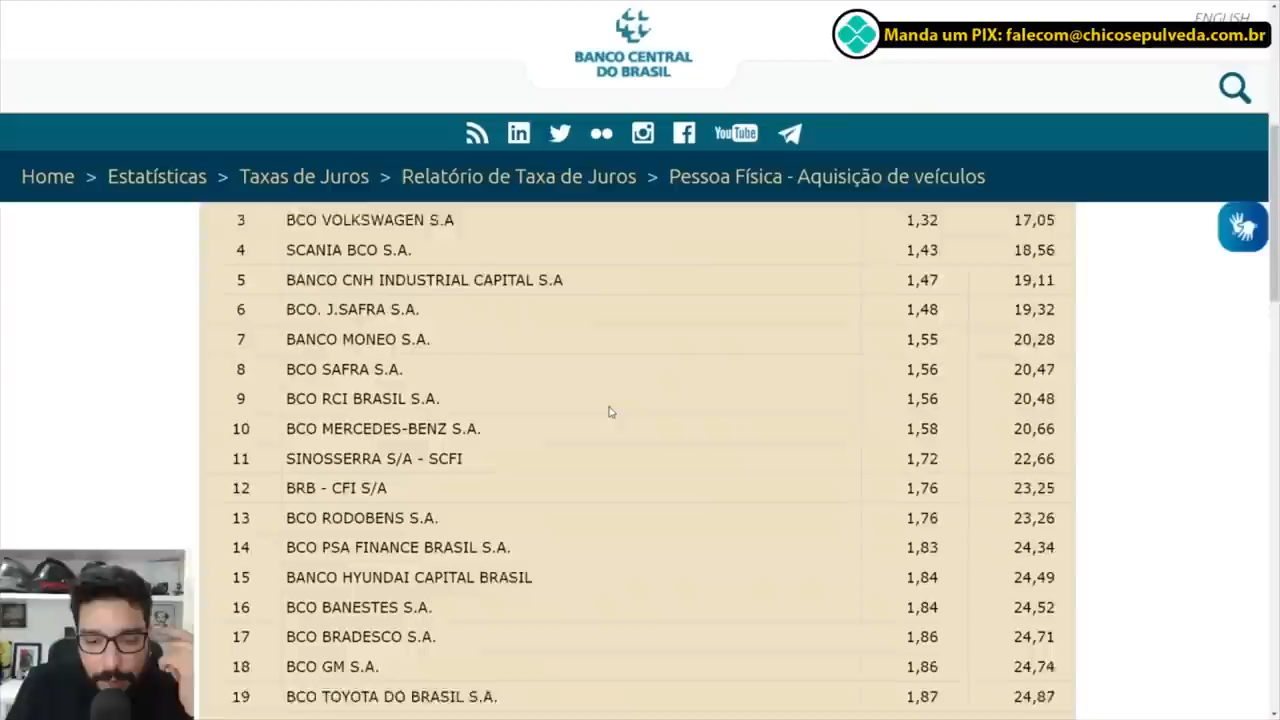 ENGLISH
Manda um PIX: falecom@chicosepulveda.com.br
BANCO CENTRAL
DO BRASIL
in YouTube
Home > Estatísticas > Taxas de Juros > Relatório de Taxa de Juros > Pessoa Física - Aquisição de veículos
3 BCO VOLKSWAGEN S.A 1,32 17,05
4 SCANIA BCO S.A. 1,43 18,56
5 BANCO CNH INDUSTRIAL CAPITAL S.A 1,47 19,11
6 BCO. J.SAFRA S.A. 1,48 19,32
7 BANCO MONEO S.A. 1,55 20,28
8 BCO SAFRA S.A. 1,56 20,47
9 BCO RCI BRASIL S.A. 1,56 20,48
10 BCO MERCEDES-BENZ S.A. 1,58 20,66
11 SINOSSERRA S/A - SCFI 1,72 22,66
12 BRB - CFI S/A 1,76 23,25
13 BCO RODOBENS S.A. 1,76 23,26
14 BCO PSA FINANCE BRASIL S.A. 1,83 24,34
15 BANCO HYUNDAI CAPITAL BRASIL 1,84 24,49
16 BCO BANESTES S.A. 1,84 24,52
17 BCO BRADESCO S.A. 1,86 24,71
18 BCO GM S.A. 1,86 24,74
19 BCO TOYOTA DO BRASIL S.A. 1,87 24,87